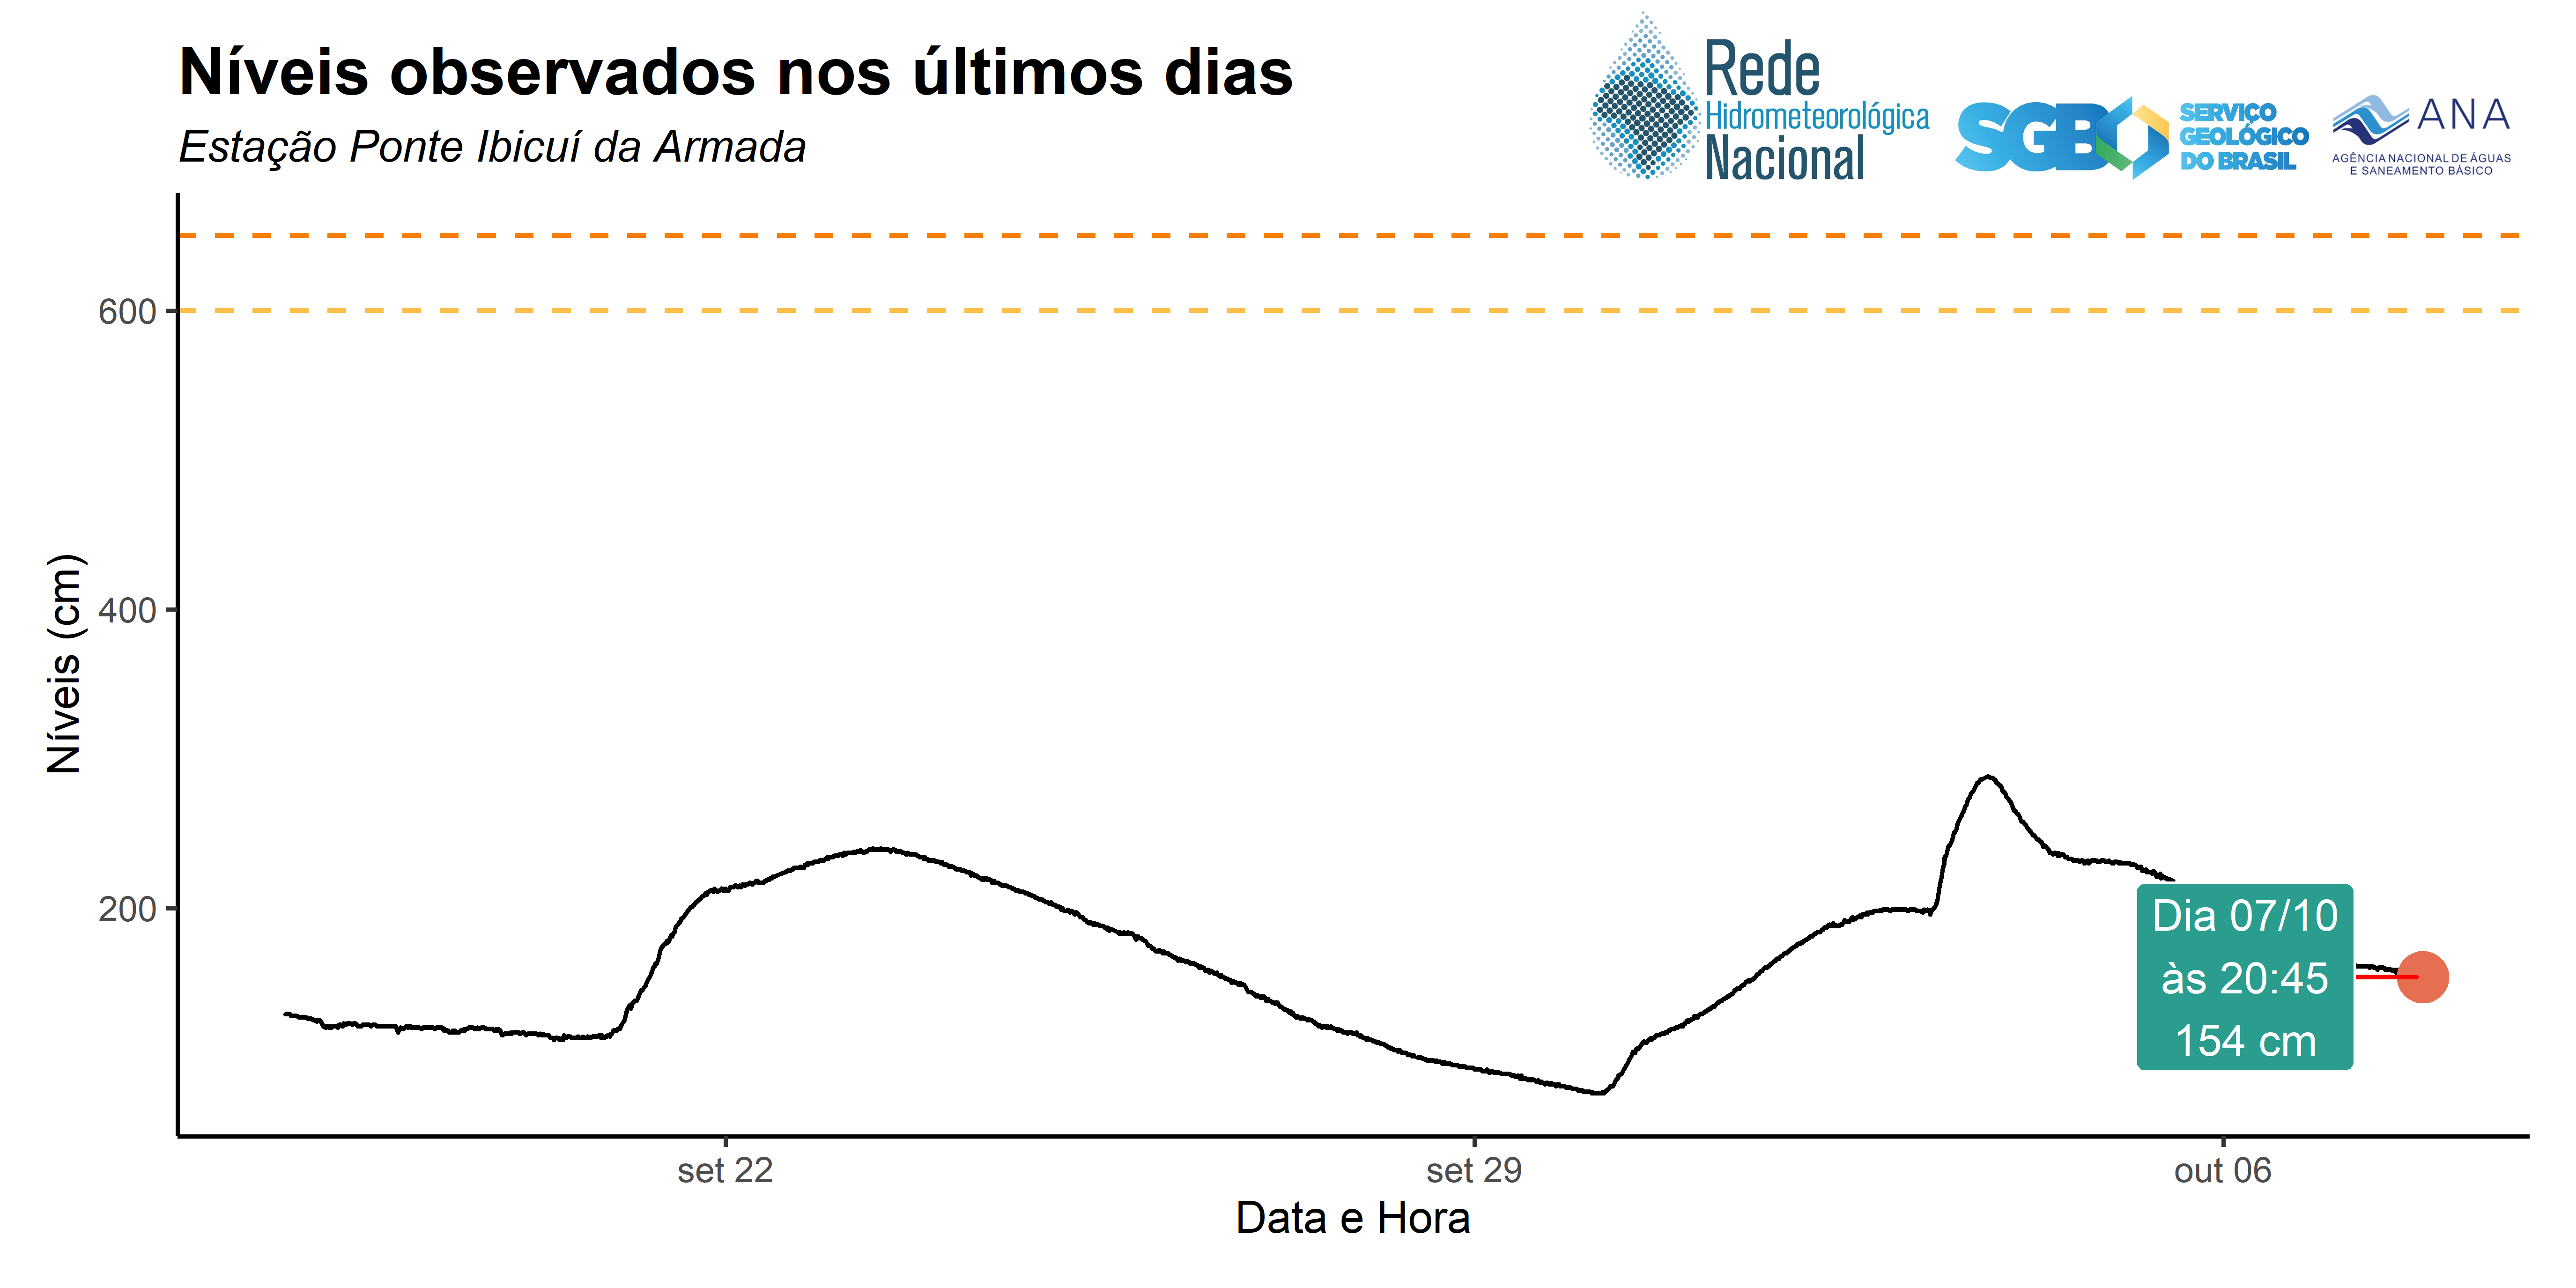 Níveis observados nos últimos dias
Estação Ponte Ibicuí da Armada
Rede
Hidrometeorológica
Nacional
SGB
SERVIÇO
GEOLÓGICO
DO BRASIL
ANA
AGÊNCIA NACIONAL DE ÁGUAS
E SANEAMENTO BÁSICO
Níveis (cm)
600
400
200
Dia 07/10
às 20:45
154 cm
set 22
set 29
out 06
Data e Hora